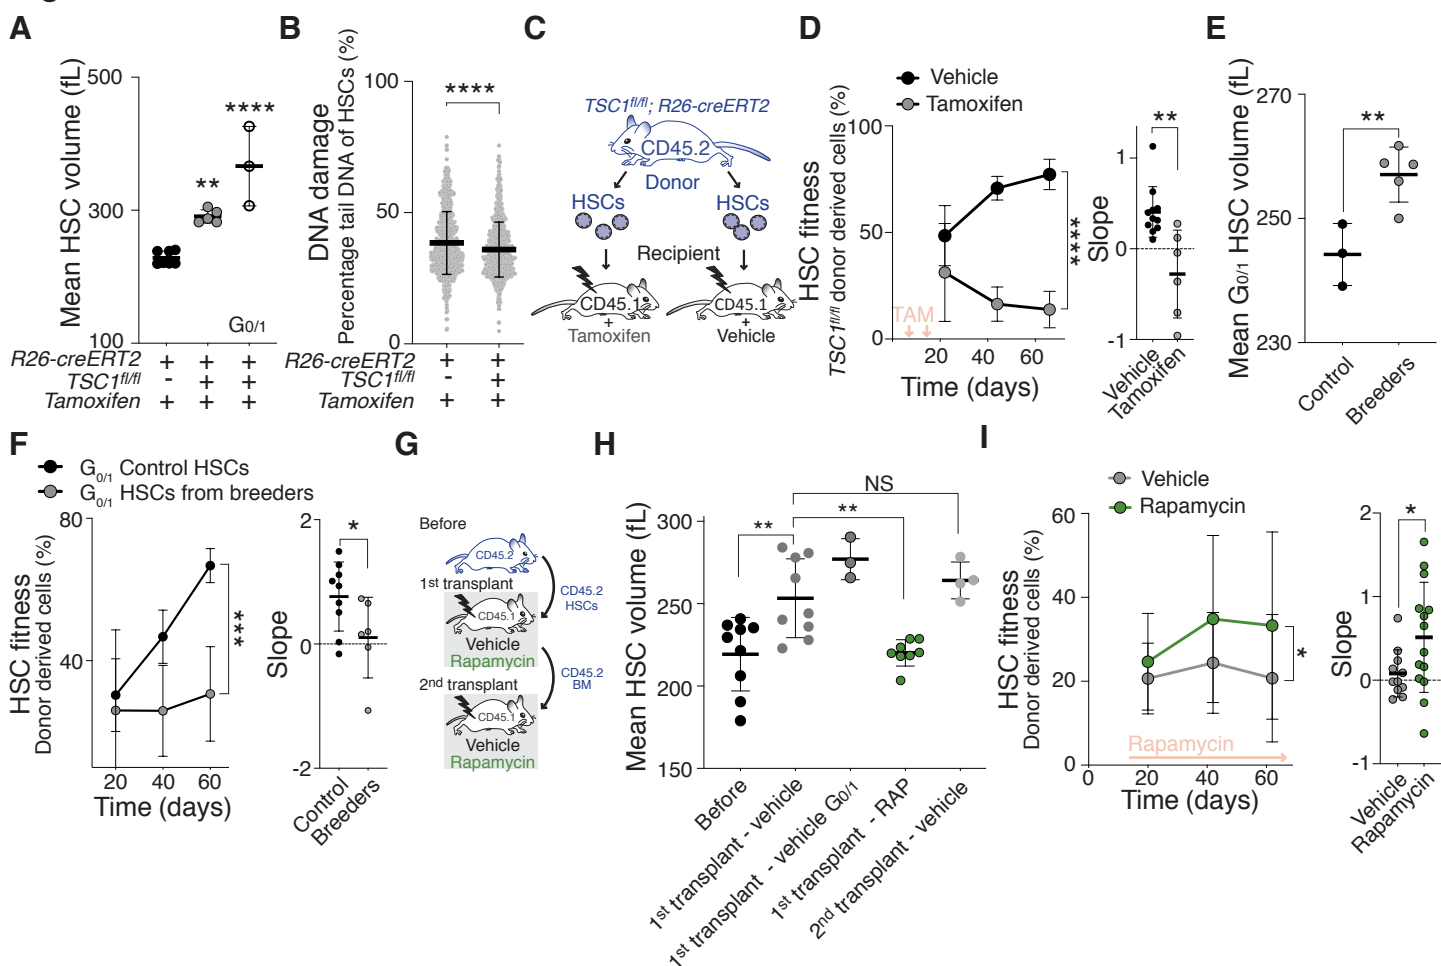 A
Mean HSC volume (fL)
500
300
100
**
****
G0/1
R26-creERT2 + + +
TSC1fl/fl - + +
Tamoxifen + + +
B
DNA damage
Percentage tail DNA of HSCs (%)
100
50
0
****
R26-creERT2 + +
TSC1fl/fl - +
Tamoxifen + +
C
TSC1fl/fl; R26-creERT2
CD45.2
Donor
HSCs HSCs
Recipient
CD45.1 CD45.1
+ +
Tamoxifen Vehicle
D
Vehicle
Tamoxifen
HSC fitness
TSC1fl/fl donor derived cells (%)
100
50
0
TAM
20 40 60
Time (days)
****
Slope
1
0
-1
**
Vehicle
Tamoxifen
E
Mean G0/1 HSC volume (fL)
270
250
230
**
Control
Breeders
F
G0/1 Control HSCs
G0/1 HSCs from breeders
HSC fitness
Donor derived cells (%)
80
40
20 40 60
Time (days)
****
Slope
2
0
-2
*
Control
Breeders
G
Before
CD45.2
1st transplant
CD45.2
HSCs
CD45.1
Vehicle
Rapamycin
2nd transplant
CD45.2
BM
CD45.1
Vehicle
Rapamycin
H
Mean HSC volume (fL)
300
250
200
150
NS
**
**
Before
1st transplant - vehicle
1st transplant - vehicle G0/1
1st transplant - RAP
2nd transplant - vehicle
I
Vehicle
Rapamycin
HSC fitness
Donor derived cells (%)
60
40
20
0
Rapamycin
0 20 40 60
Time (days)
*
Slope
2
1
0
-1
*
Vehicle
Rapamycin